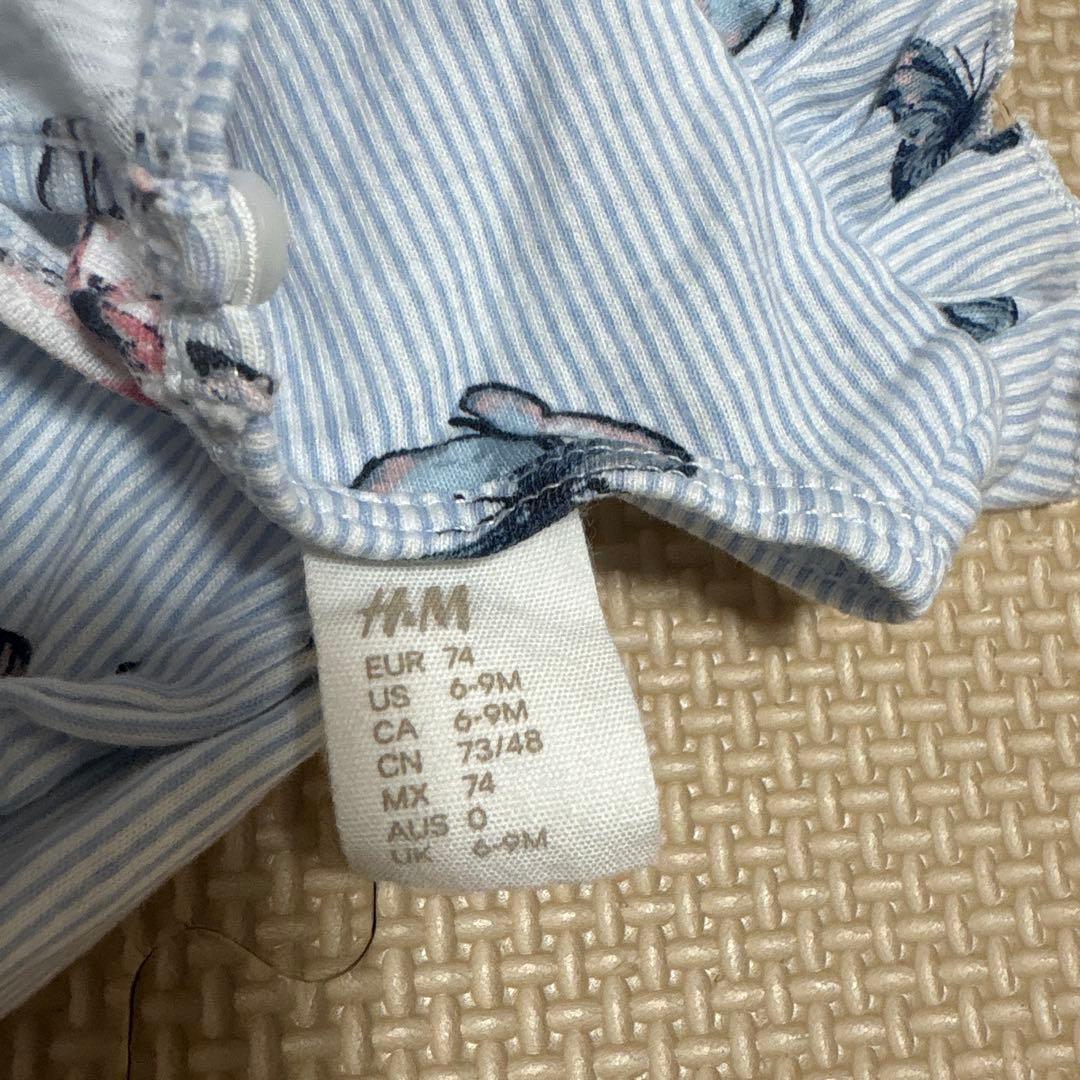 H&M
EUR 74
US 6-9M
CA 6-9M
CN 73/48
MX 74
AUS 0
UK 6-9M